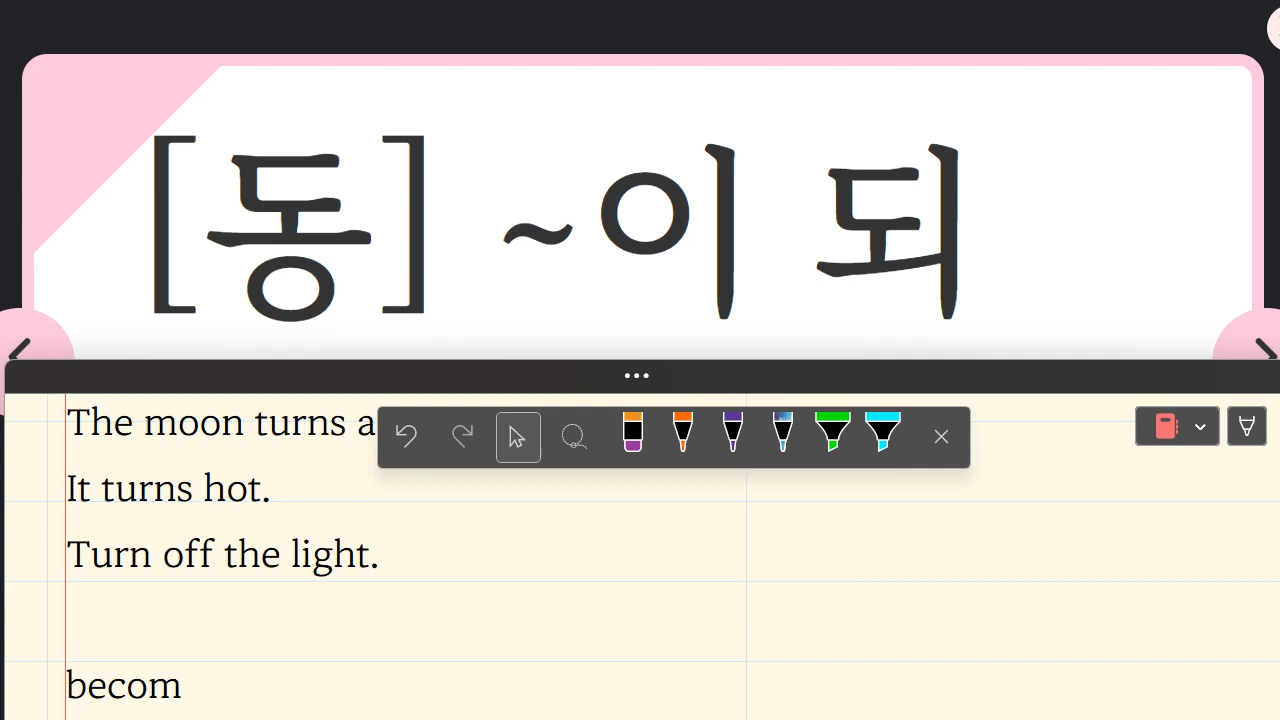 [동] ~이 되
The moon turns a
It turns hot.
Turn off the light.
becom